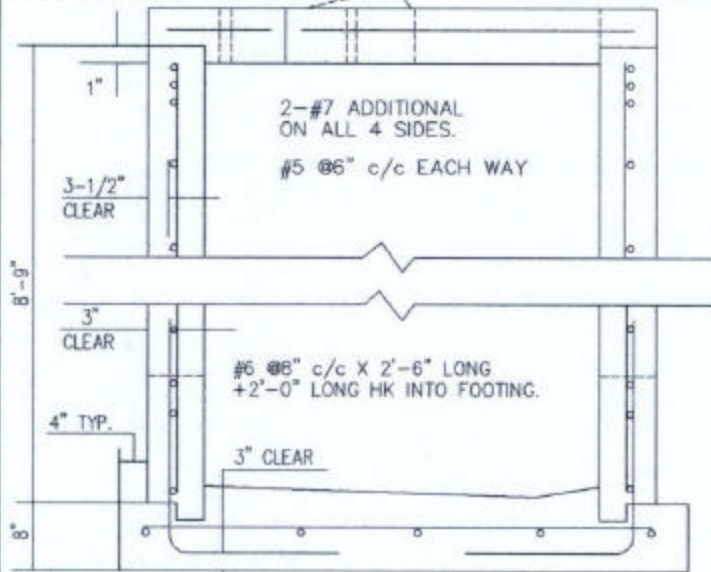 1"
2-#7 ADDITIONAL
ON ALL 4 SIDES.
#5 @6" c/c EACH WAY
3-1/2"
CLEAR
8'-9"
3"
CLEAR
#6 @8" c/c X 2'-6" LONG
+2'-0" LONG HK INTO FOOTING.
4" TYP.
3" CLEAR
8"